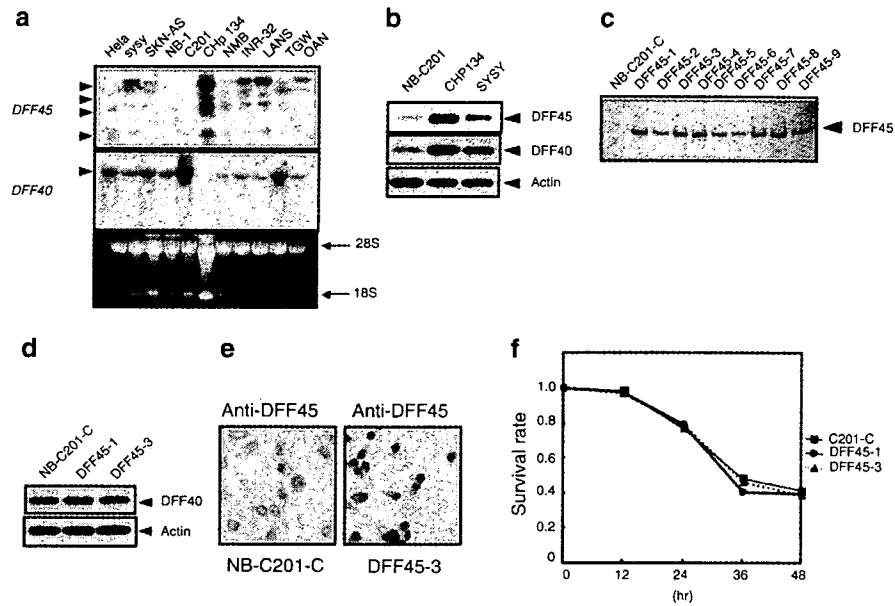 a
Hela
sysy
SKN-AS
NB-1
C201
CHp 134
NMB
INR-32
LANS
TGW
OAN
DFF45
DFF40
28S
18S
b
NB-C201
CHP134
SYSY
DFF45
DFF40
Actin
c
NB-C201-C
DFF45-1
DFF45-2
DFF45-3
DFF45-4
DFF45-5
DFF45-6
DFF45-7
DFF45-8
DFF45-9
DFF45
d
NB-C201-C
DFF45-1
DFF45-3
DFF40
Actin
e
Anti-DFF45
Anti-DFF45
NB-C201-C
DFF45-3
f
Survival rate
1.0
0.8
0.6
0.4
0.2
0
0 12 24 36 48
(hr)
C201-C
DFF45-1
DFF45-3